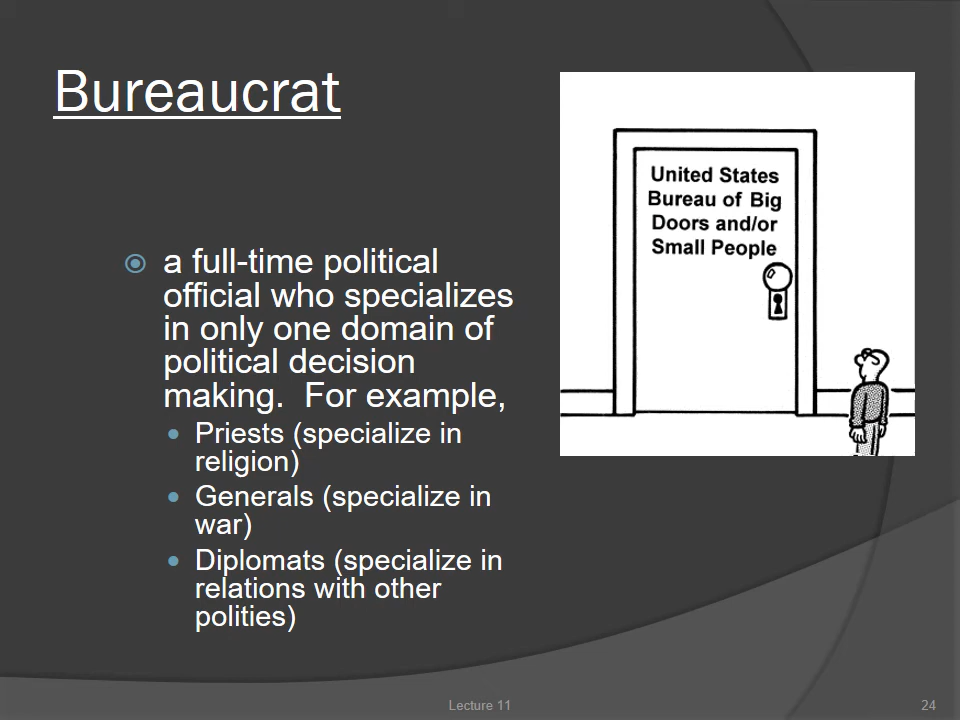 Bureaucrat
United States
Bureau of Big
Doors and/or
Small People
a full-time political
official who specializes
in only one domain of
political decision
making.  For example,
Priests (specialize in
religion)
Generals (specialize in
war)
Diplomats (specialize in
relations with other
polities)
Lecture 11
24